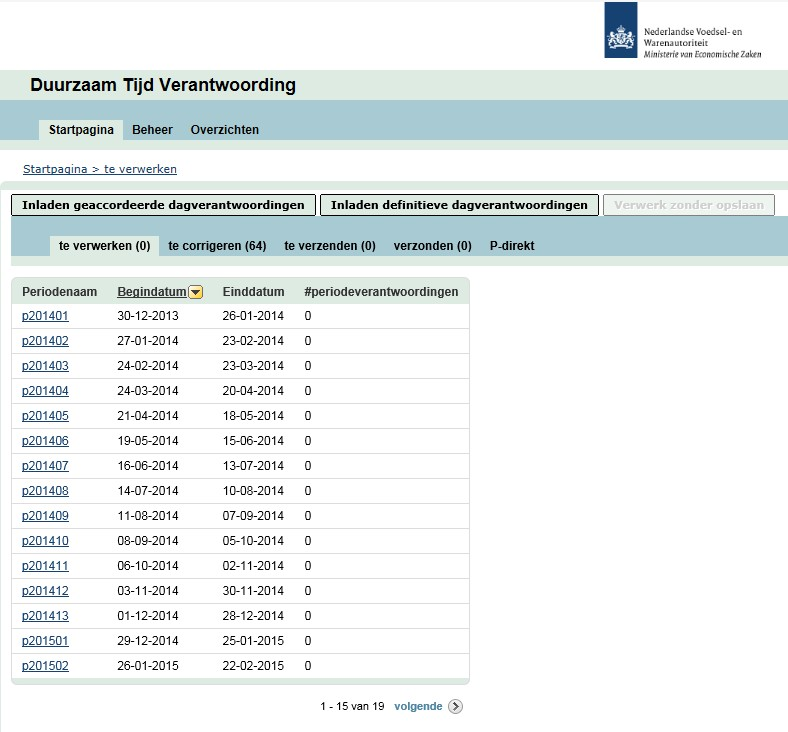 Nederlandse Voedsel- en
Warenautoriteit
Ministerie van Economische Zaken
Duurzaam Tijd Verantwoording
Startpagina Beheer Overzichten
Startpagina > te verwerken
Inladen geaccordeerde dagverantwoordingen Inladen definitieve dagverantwoordingen Verwerk zonder opslaan
te verwerken (0) te corrigeren (64) te verzenden (0) verzonden (0) P-direkt
Periodenaam Begindatum Einddatum #periodeverantwoordingen
p201401 30-12-2013 26-01-2014 0
p201402 27-01-2014 23-02-2014 0
p201403 24-02-2014 23-03-2014 0
p201404 24-03-2014 20-04-2014 0
p201405 21-04-2014 18-05-2014 0
p201406 19-05-2014 15-06-2014 0
p201407 16-06-2014 13-07-2014 0
p201408 14-07-2014 10-08-2014 0
p201409 11-08-2014 07-09-2014 0
p201410 08-09-2014 05-10-2014 0
p201411 06-10-2014 02-11-2014 0
p201412 03-11-2014 30-11-2014 0
p201413 01-12-2014 28-12-2014 0
p201501 29-12-2014 25-01-2015 0
p201502 26-01-2015 22-02-2015 0
1 - 15 van 19 volgende